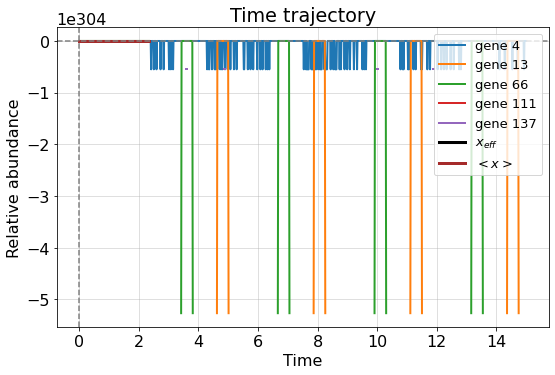 Time trajectory
1e304
0
−1
−2
−3
−4
−5
Relative abundance
gene 4
gene 13
gene 66
gene 111
gene 137
x_eff
< x >
0 2 4 6 8 10 12 14
Time